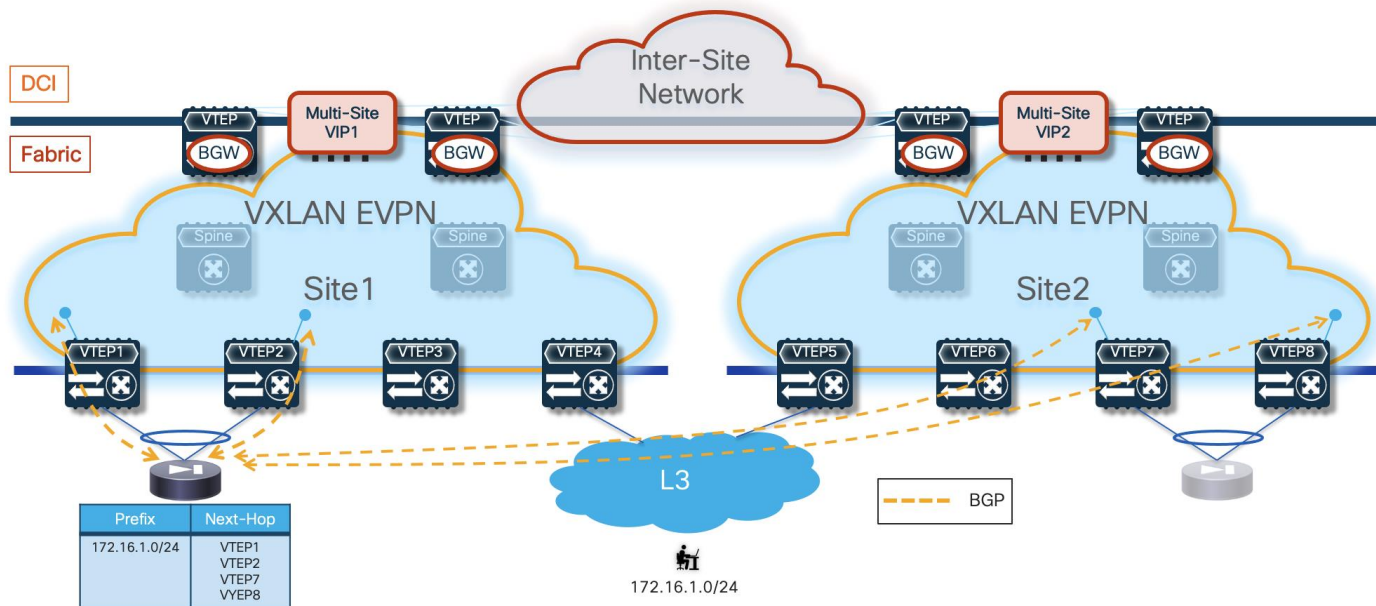 Inter-Site
Network
DCI
Fabric
VTEP
BGW
Multi-Site
VIP1
VTEP
BGW
VTEP
BGW
Multi-Site
VIP2
VTEP
BGW
VXLAN EVPN
Spine
Spine
Site1
VXLAN EVPN
Spine
Spine
Site2
VTEP1
VTEP2
VTEP3
VTEP4
VTEP5
VTEP6
VTEP7
VTEP8
L3
BGP
Prefix Next-Hop
172.16.1.0/24 VTEP1
VTEP2
VTEP7
VYEP8
172.16.1.0/24